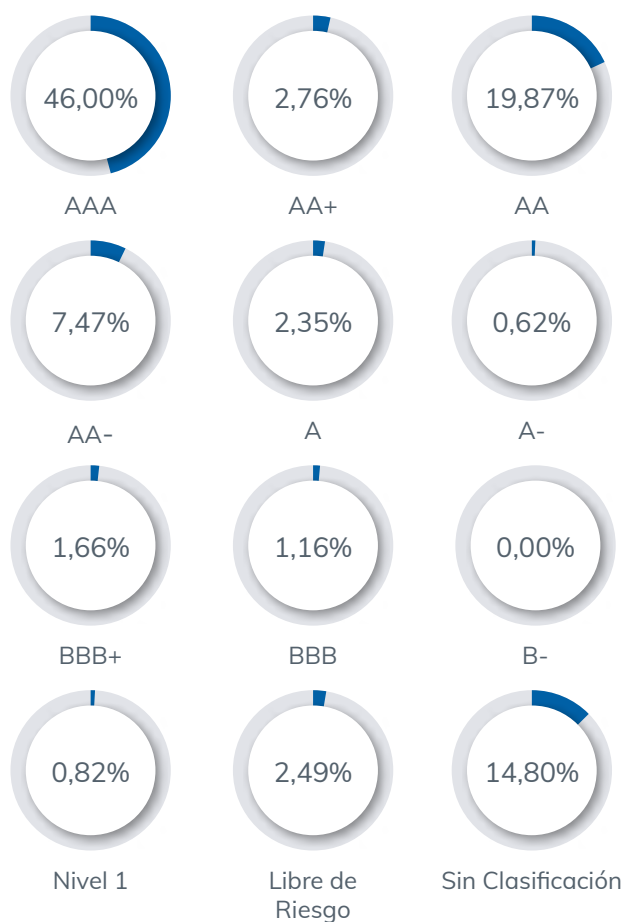 46,00%
AAA
2,76%
AA+
19,87%
AA
7,47%
AA-
2,35%
A
0,62%
A-
1,66%
BBB+
1,16%
BBB
0,00%
B-
0,82%
Nivel 1
2,49%
Libre de
Riesgo
14,80%
Sin Clasificación